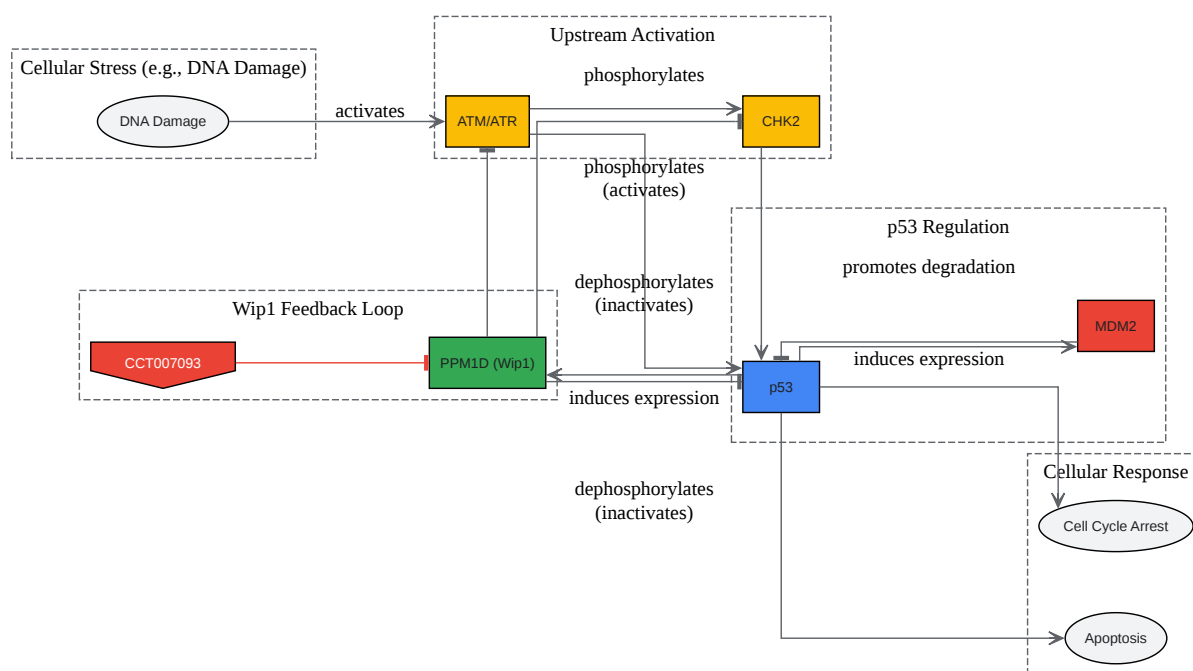 Upstream Activation
Cellular Stress (e.g., DNA Damage)
phosphorylates
activates
DNA Damage
ATM/ATR
CHK2
phosphorylates
(activates)
p53 Regulation
promotes degradation
dephosphorylates
(inactivates)
Wip1 Feedback Loop
MDM2
CCT007093
PPM1D (Wip1)
induces expression
p53
induces expression
Cellular Response
dephosphorylates
(inactivates)
Cell Cycle Arrest
Apoptosis